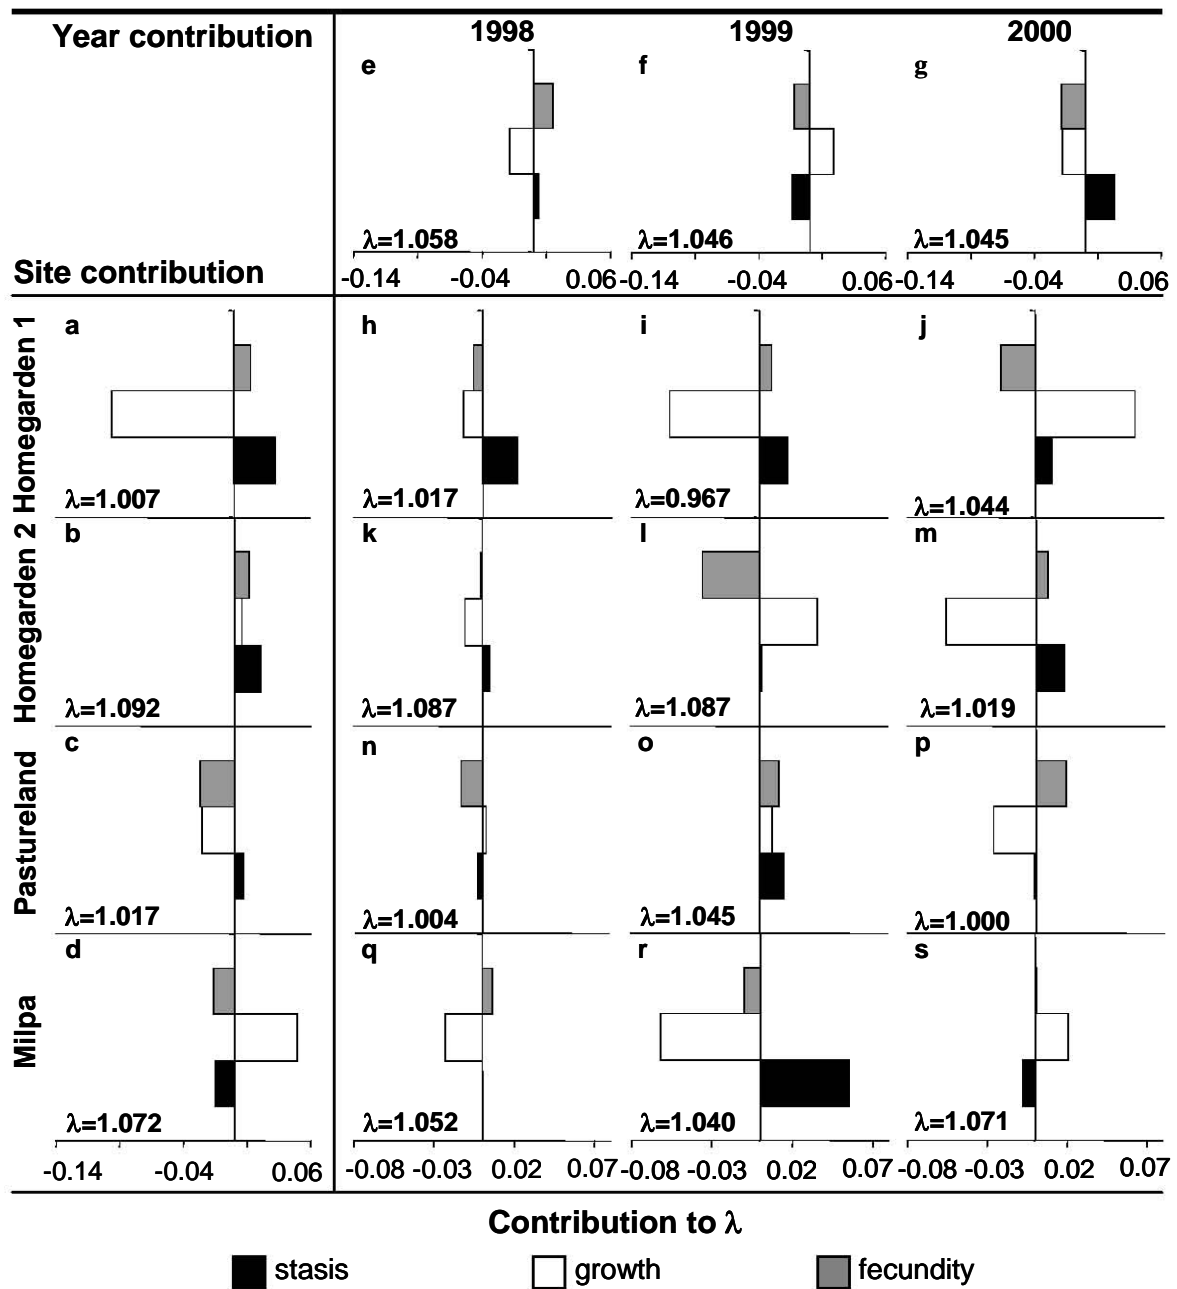 Year contribution
1998 1999 2000
e f g
λ=1.058 λ=1.046 λ=1.045
Site contribution
-0.14 -0.04 0.06 -0.14 -0.04 0.06 -0.14 -0.04 0.06
Homegarden 1
a h i j
λ=1.007 λ=1.017 λ=0.967 λ=1.044
Homegarden 2
b k l m
λ=1.092 λ=1.087 λ=1.087 λ=1.019
Pastureland
c n o p
λ=1.017 λ=1.004 λ=1.045 λ=1.000
Milpa
d q r s
λ=1.072 λ=1.052 λ=1.040 λ=1.071
-0.14 -0.04 0.06 -0.08 -0.03 0.02 0.07 -0.08 -0.03 0.02 0.07 -0.08 -0.03 0.02 0.07
Contribution to λ
stasis growth fecundity